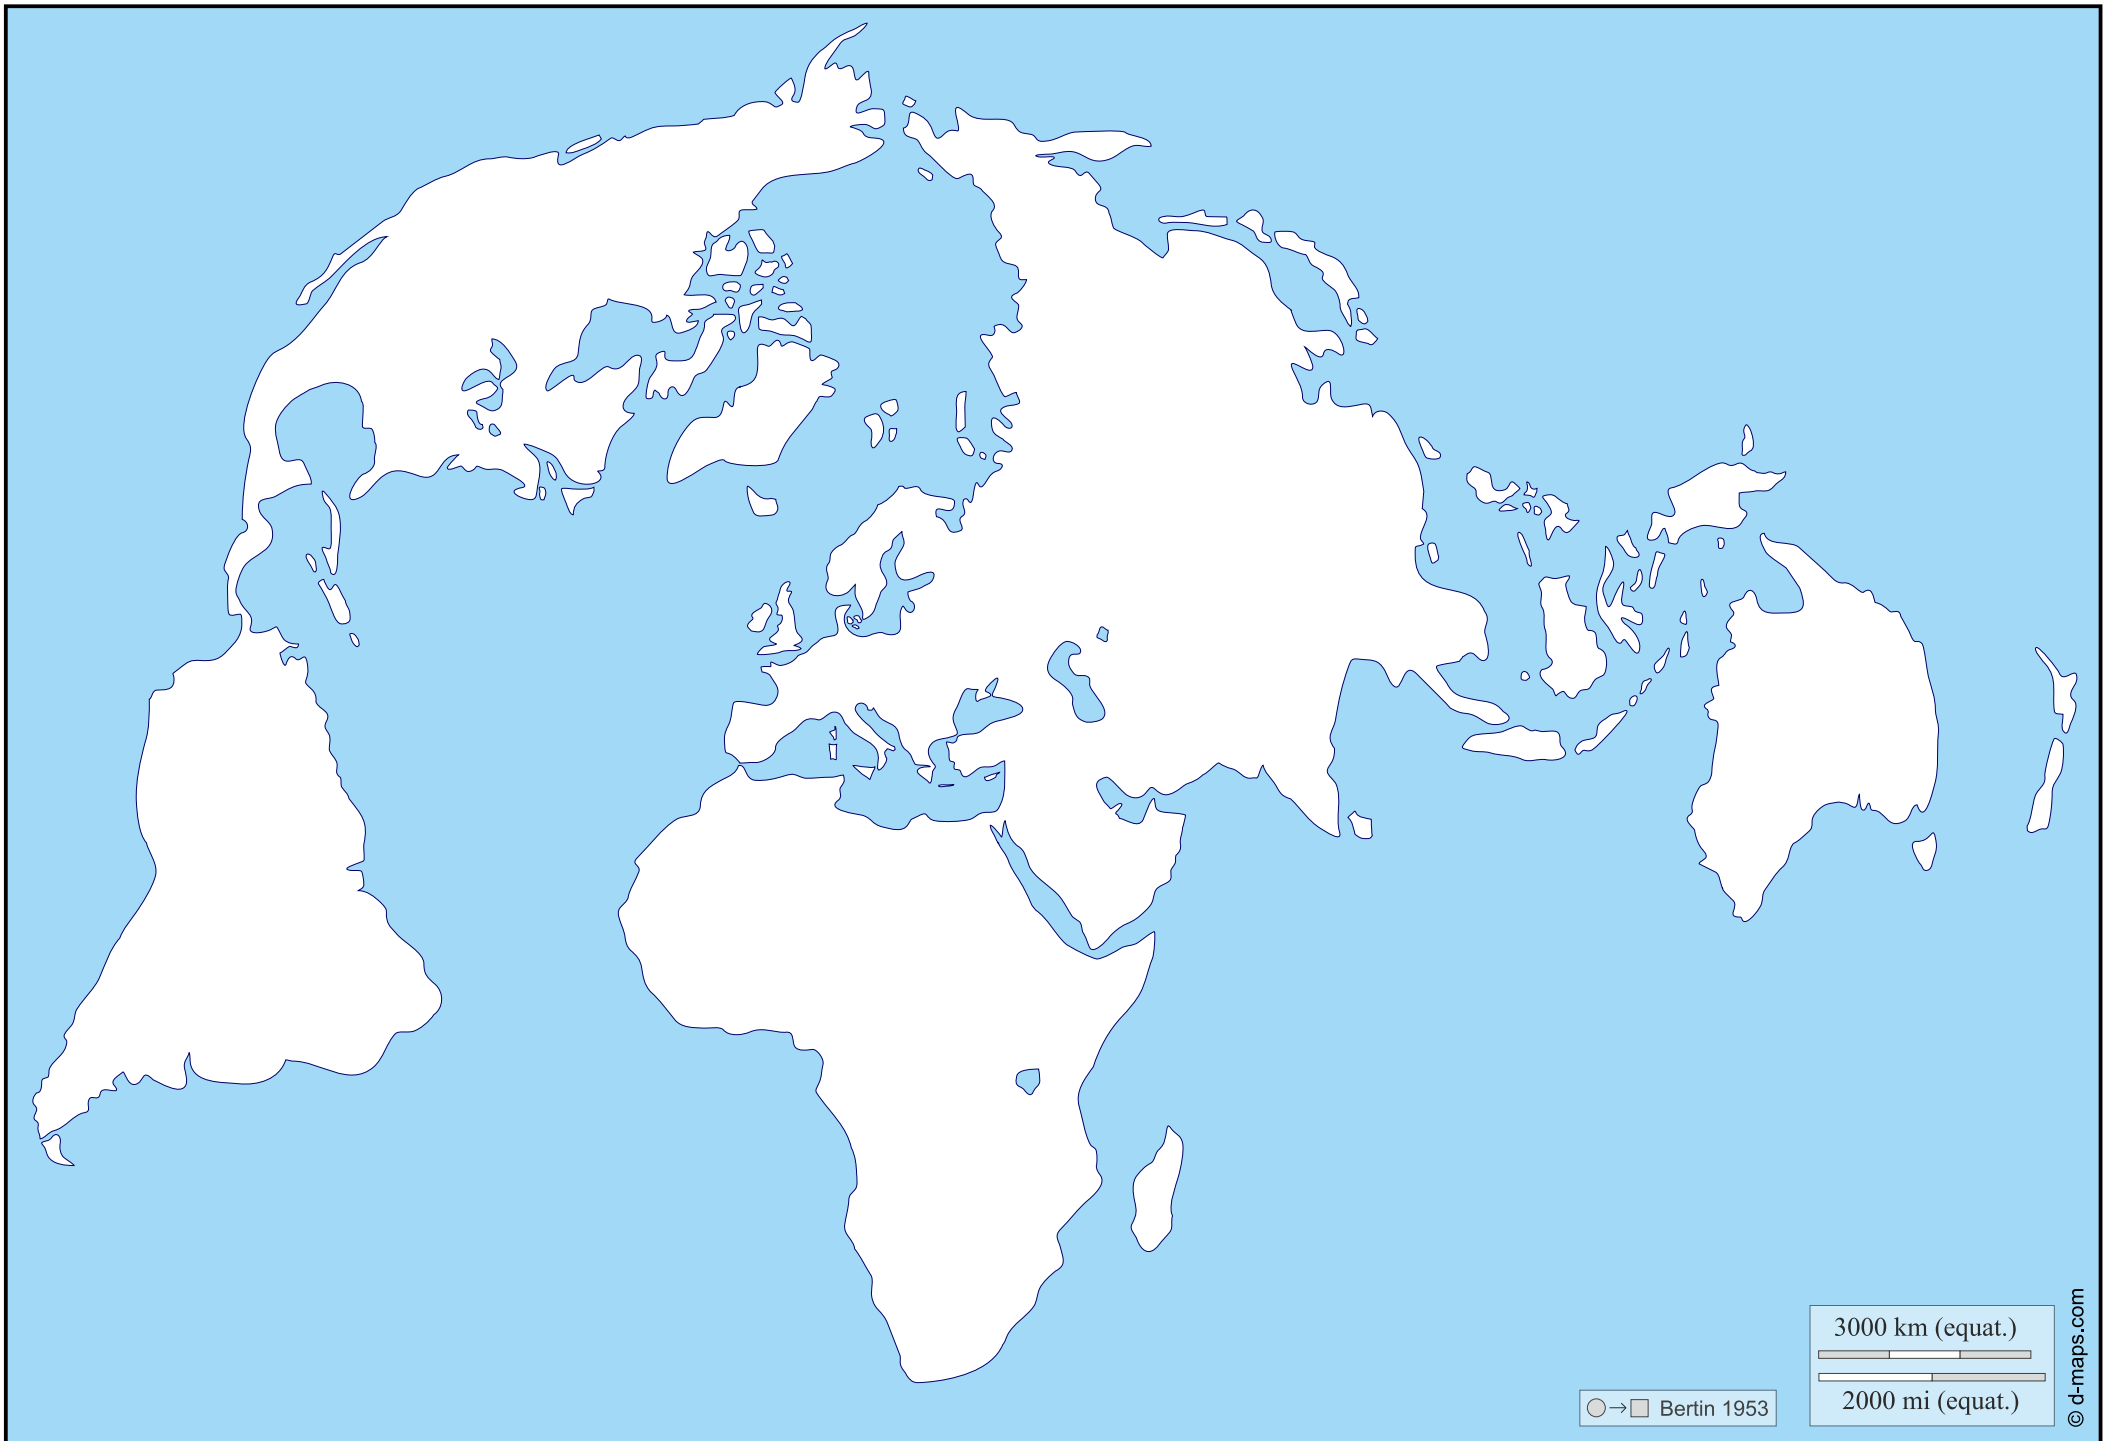 3000 km (equat.)
2000 mi (equat.)
Bertin 1953
© d-maps.com